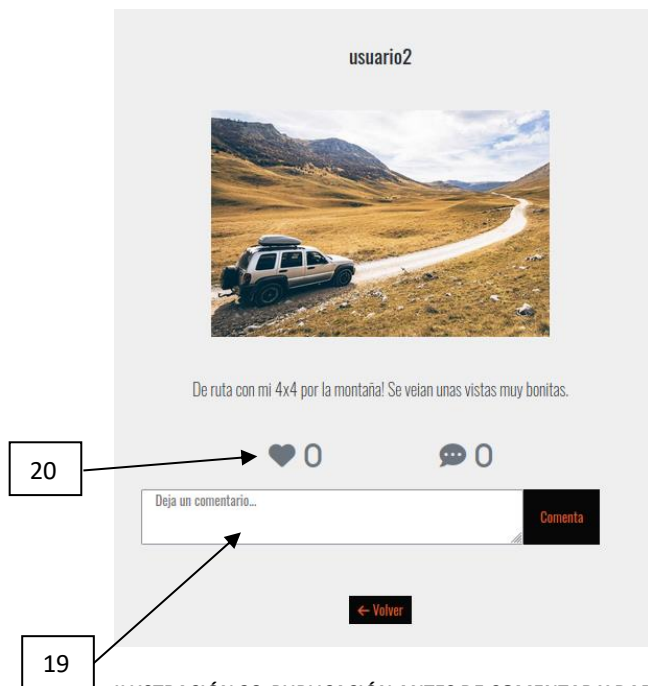 usuario2
De ruta con mi 4x4 por la montaña! Se veian unas vistas muy bonitas.
20
0 0
Deja un comentario...
Comenta
← Volver
19